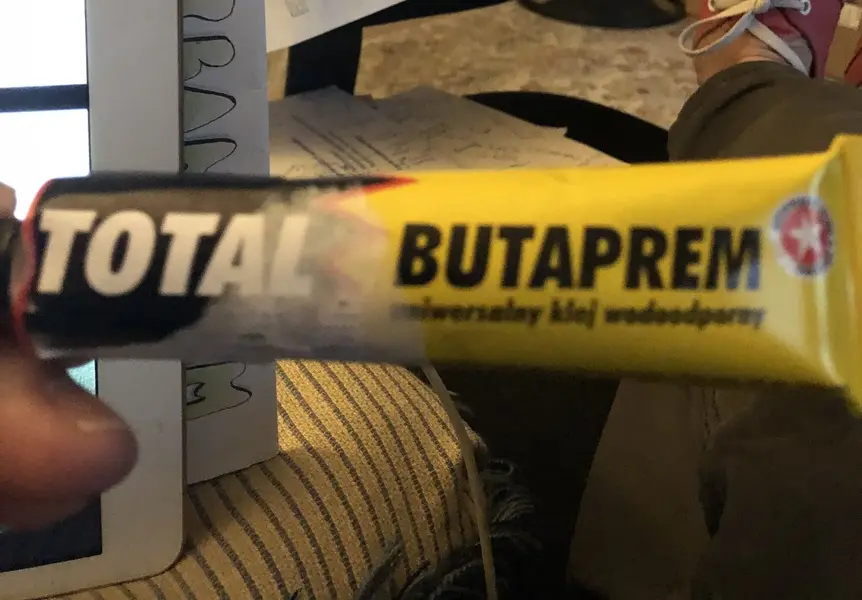 TOTAL BUTAPREM
uniwersalny klej wodoodporny